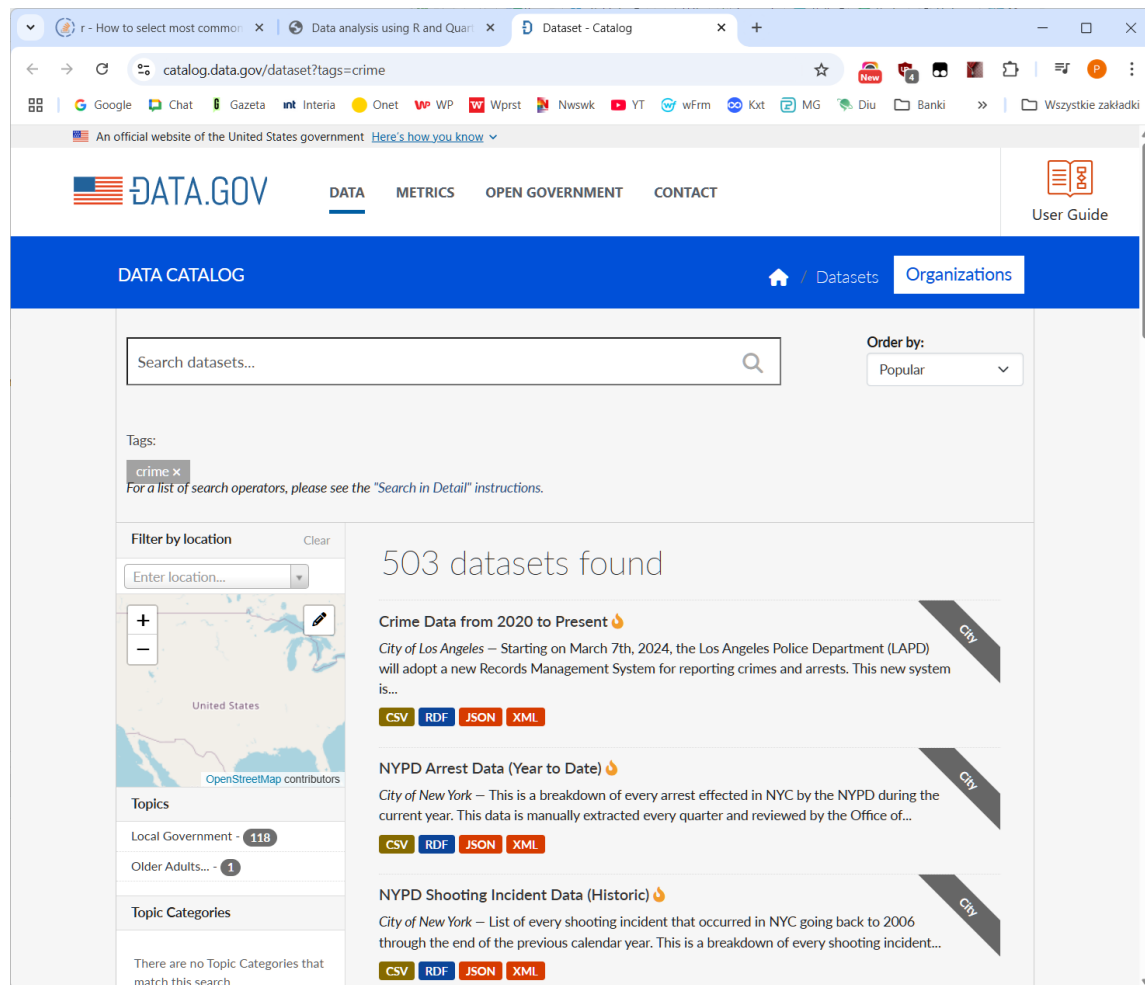 r - How to select most common
Data analysis using R and Quart
Dataset - Catalog
catalog.data.gov/dataset?tags=crime
New
4
P
Google Chat Gazeta int Interia Onet WP WP W Wprst Nwswk YT wFrm Kxt MG Diu Banki » Wszystkie zakładki
An official website of the United States government Here's how you know
DATA.GOV
DATA METRICS OPEN GOVERNMENT CONTACT
User Guide
DATA CATALOG
/ Datasets
Organizations
Order by:
Search datasets...
Popular
Tags:
crime ×
For a list of search operators, please see the "Search in Detail" instructions.
Filter by location Clear
Enter location...
+
−
United States
OpenStreetMap contributors
Topics
Local Government - 118
Older Adults... - 1
Topic Categories
There are no Topic Categories that
match this search
503 datasets found
Crime Data from 2020 to Present
City
City of Los Angeles — Starting on March 7th, 2024, the Los Angeles Police Department (LAPD)
will adopt a new Records Management System for reporting crimes and arrests. This new system
is...
CSV RDF JSON XML
NYPD Arrest Data (Year to Date)
City
City of New York — This is a breakdown of every arrest effected in NYC by the NYPD during the
current year. This data is manually extracted every quarter and reviewed by the Office of...
CSV RDF JSON XML
NYPD Shooting Incident Data (Historic)
City
City of New York — List of every shooting incident that occurred in NYC going back to 2006
through the end of the previous calendar year. This is a breakdown of every shooting incident...
CSV RDF JSON XML